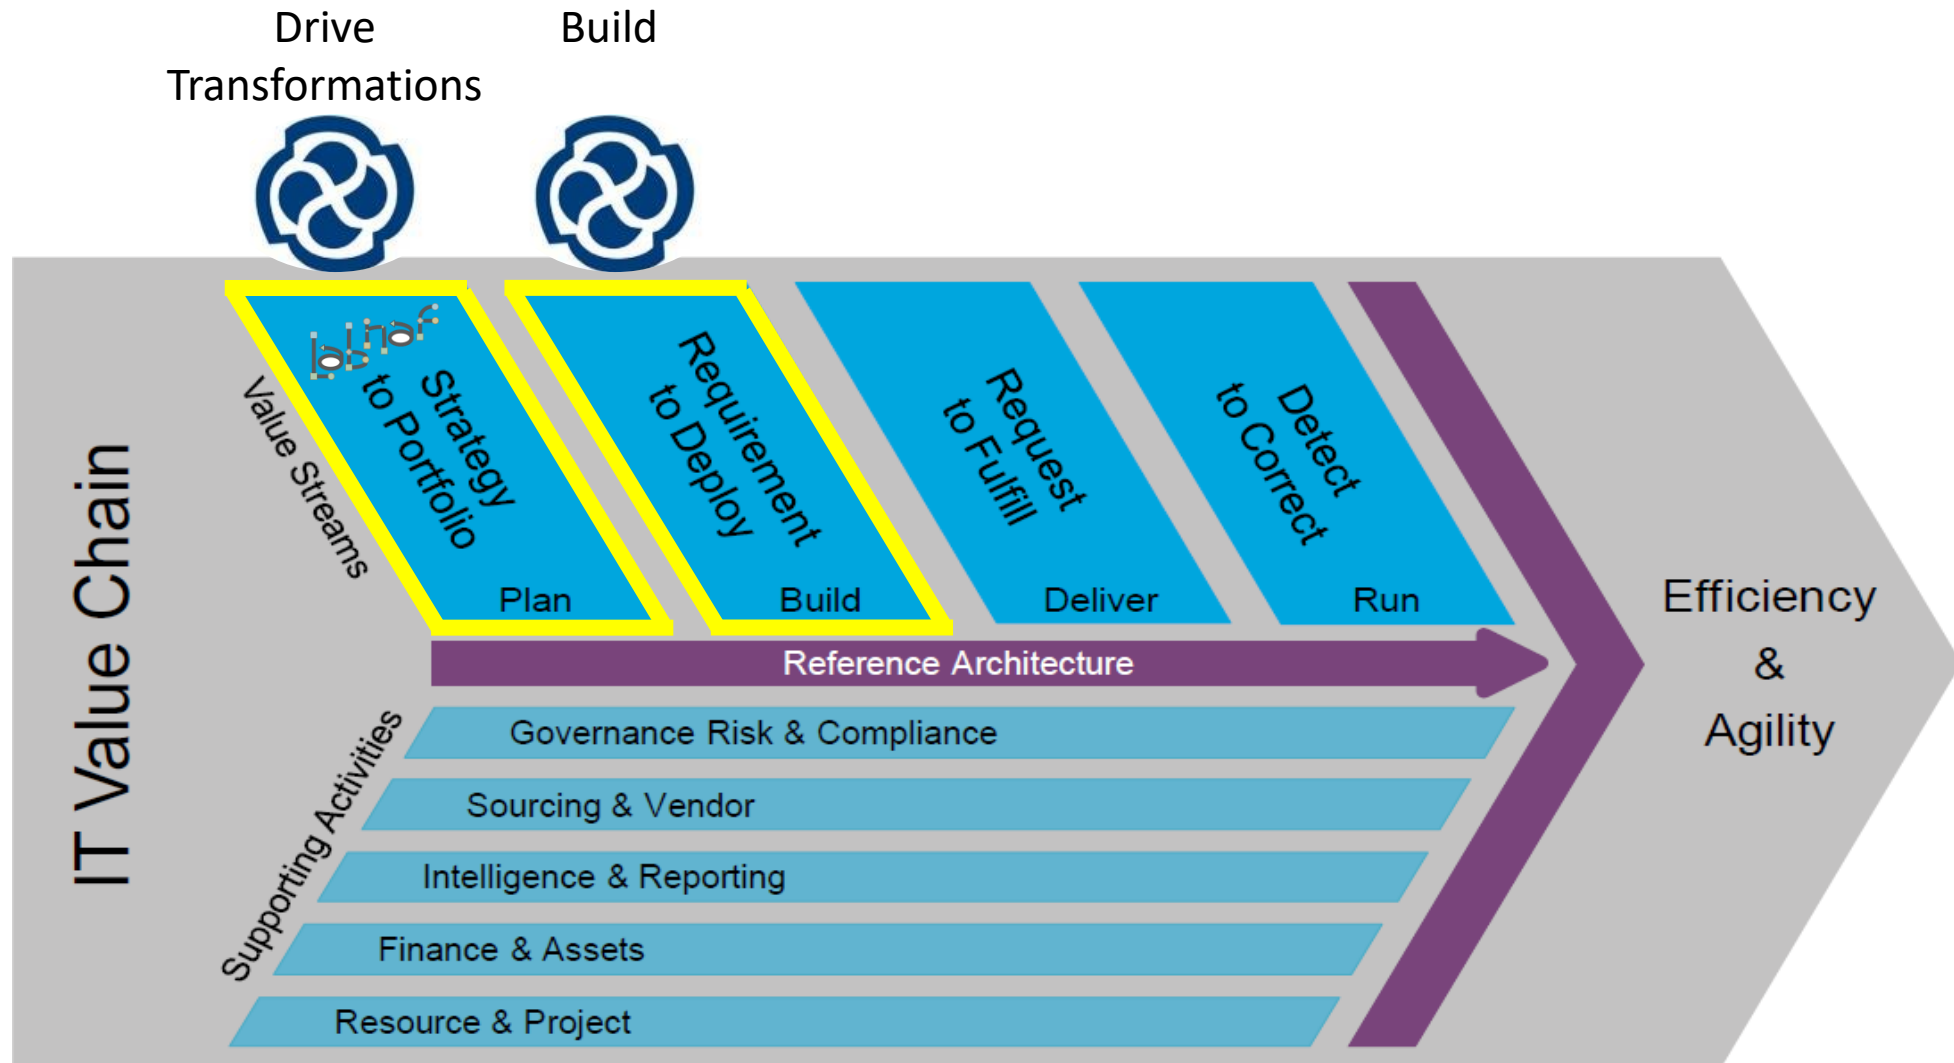 Drive
Transformations
Build
IT Value Chain
Value Streams
labnaf
Strategy
to Portfolio
Plan
Requirement
to Deploy
Build
Request
to Fulfill
Deliver
Detect
to Correct
Run
Reference Architecture
Efficiency
&
Agility
Supporting Activities
Governance Risk & Compliance
Sourcing & Vendor
Intelligence & Reporting
Finance & Assets
Resource & Project